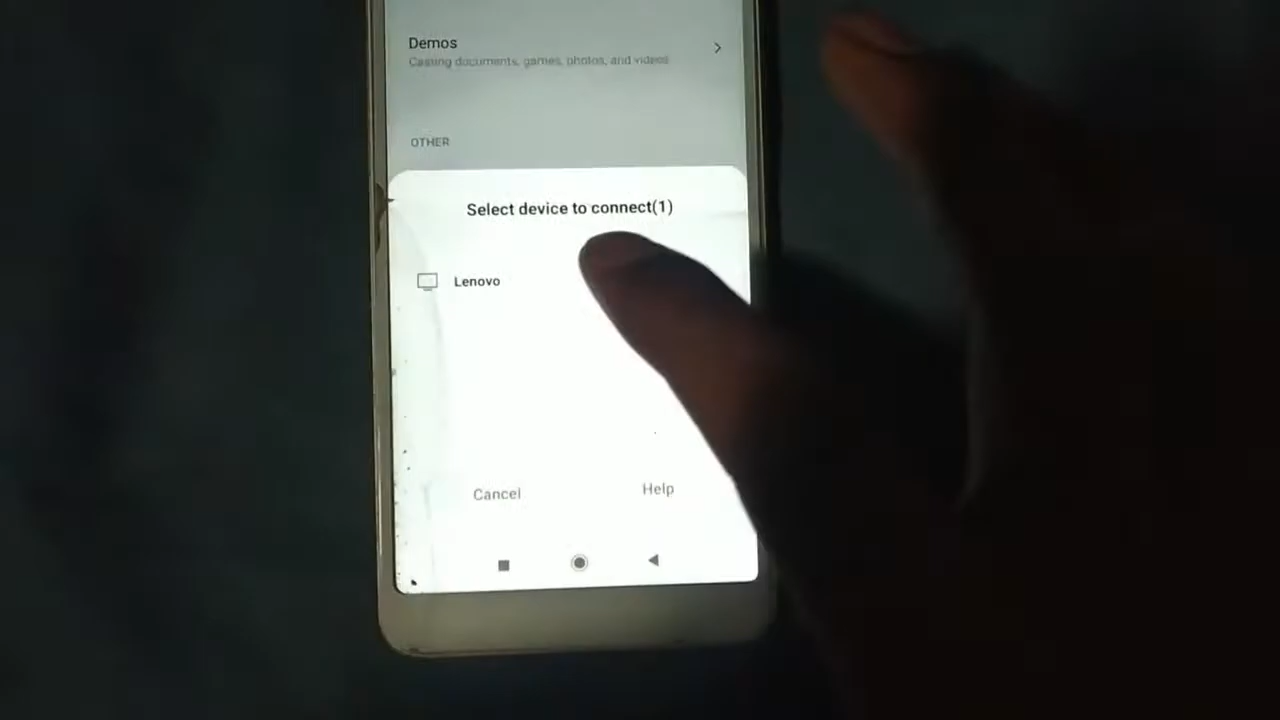 Demos
Casting documents, games, photos, and videos
OTHER
Select device to connect(1)
Lenovo
Cancel
Help